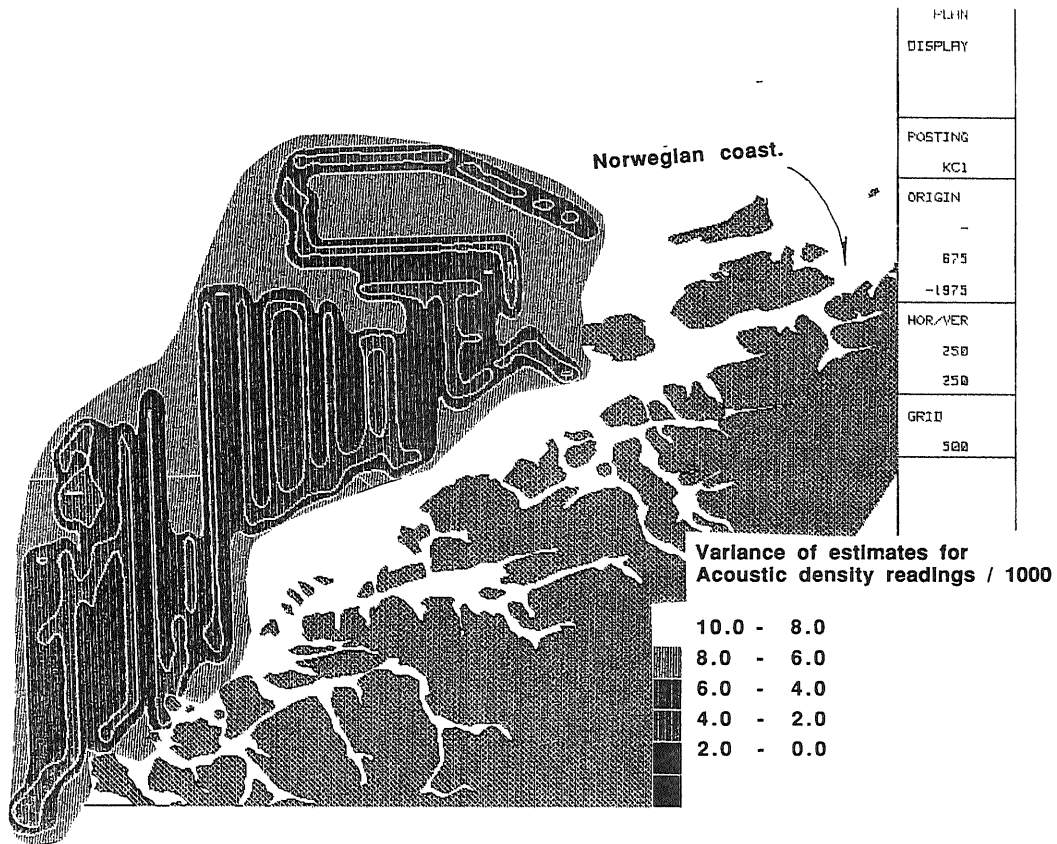 PLAN
DISPLAY
POSTING
KC1
ORIGIN
-
675
-1975
HOR/VER
250
250
GRID
500
Norwegian coast.
Variance of estimates for
Acoustic density readings / 1000
10.0 - 8.0
8.0 - 6.0
6.0 - 4.0
4.0 - 2.0
2.0 - 0.0